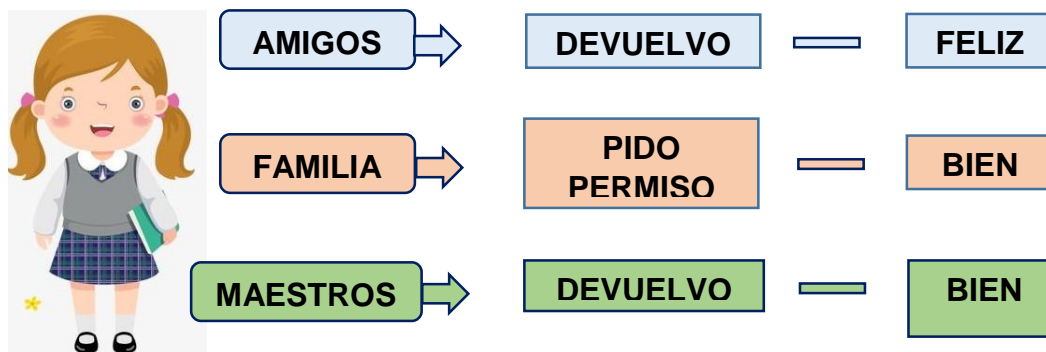 AMIGOS DEVUELVO FELIZ
FAMILIA PIDO PERMISO BIEN
MAESTROS DEVUELVO BIEN